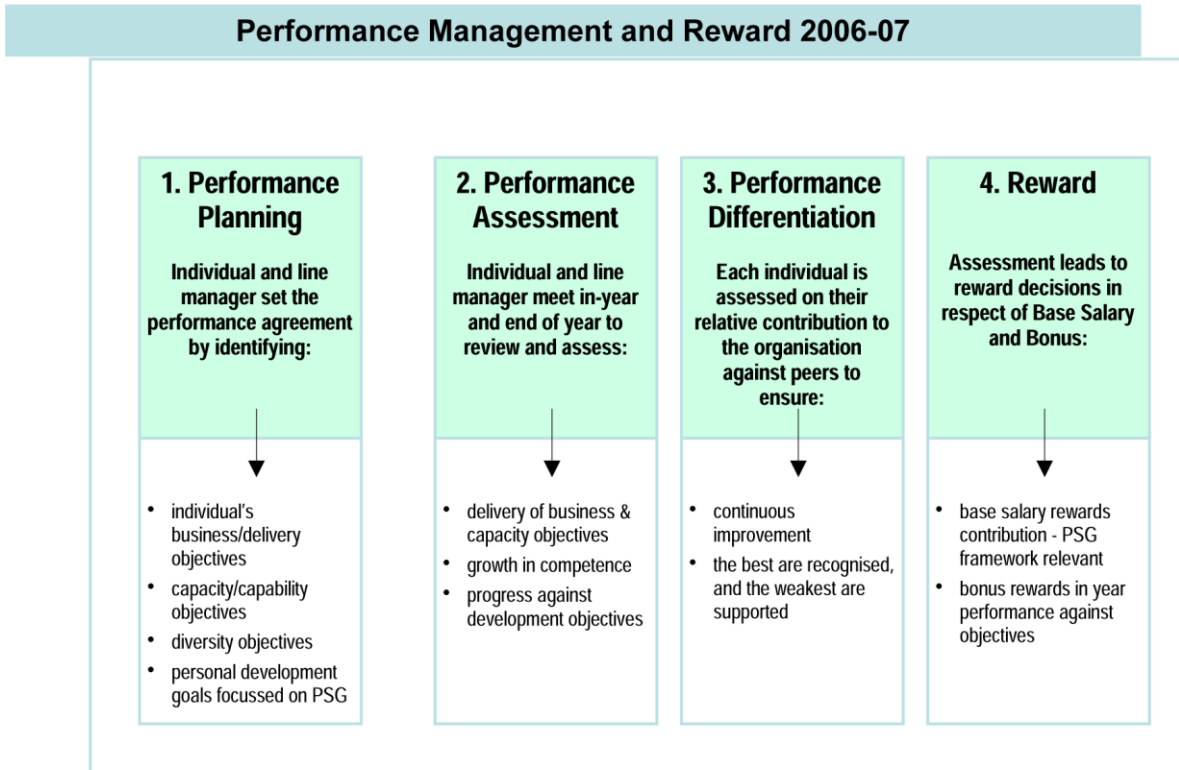 Performance Management and Reward 2006-07
1. Performance
Planning
Individual and line
manager set the
performance agreement
by identifying:
• individual's
business/delivery
objectives
• capacity/capability
objectives
• diversity objectives
• personal development
goals focussed on PSG
2. Performance
Assessment
Individual and line
manager meet in-year
and end of year to
review and assess:
• delivery of business &
capacity objectives
• growth in competence
• progress against
development objectives
3. Performance
Differentiation
Each individual is
assessed on their
relative contribution to
the organisation
against peers to
ensure:
• continuous
improvement
• the best are recognised,
and the weakest are
supported
4. Reward
Assessment leads to
reward decisions in
respect of Base Salary
and Bonus:
• base salary rewards
contribution - PSG
framework relevant
• bonus rewards in year
performance against
objectives